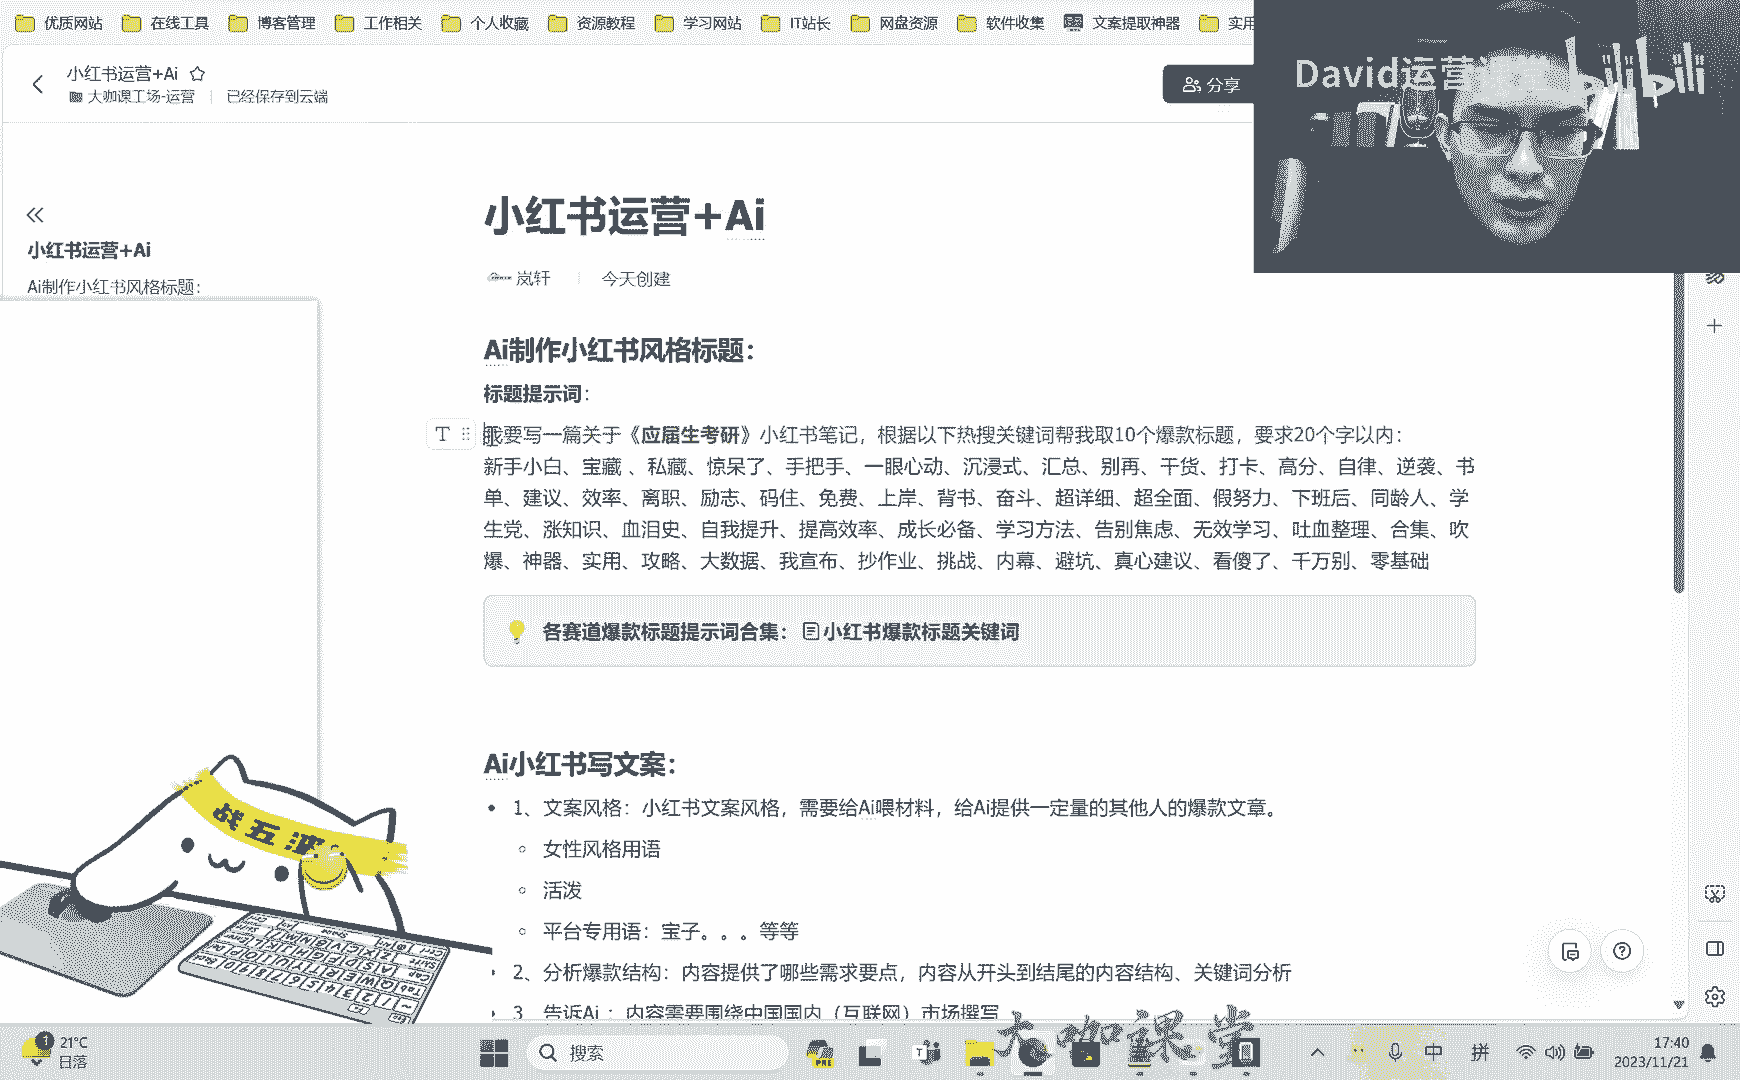 优质网站 在线工具 博客管理 工作相关 个人收藏 资源教程 学习网站 IT站长 网盘资源 软件收集 文案提取神器 实用
David运营课堂 bilibili
小红书运营+Ai
大咖课工场-运营 已经保存到云端
分享
小红书运营+Ai
Ai制作小红书风格标题：
小红书运营+Ai
岚轩 今天创建
Ai制作小红书风格标题：
标题提示词：
我要写一篇关于《应届生考研》小红书笔记，根据以下热搜关键词帮我取10个爆款标题，要求20个字以内：
新手小白、宝藏 、私藏、惊呆了、手把手、一眼心动、沉浸式、汇总、别再、干货、打卡、高分、自律、逆袭、书
单、建议、效率、离职、励志、码住、免费、上岸、背书、奋斗、超详细、超全面、假努力、下班后、同龄人、学
生党、涨知识、血泪史、自我提升、提高效率、成长必备、学习方法、告别焦虑、无效学习、吐血整理、合集、吹
爆、神器、实用、攻略、大数据、我宣布、抄作业、挑战、内幕、避坑、真心建议、看傻了、千万别、零基础
各赛道爆款标题提示词合集： 小红书爆款标题关键词
Ai小红书写文案：
1、文案风格：小红书文案风格，需要给Ai喂材料，给Ai提供一定量的其他人的爆款文章。
女性风格用语
活泼
平台专用语：宝子。。。等等
2、分析爆款结构：内容提供了哪些需求要点，内容从开头到结尾的内容结构、关键词分析
3 告诉Ai ：内容需要围绕中国国内（互联网）市场撰写
战五渣
大咖课堂
1 21°C
日落
搜索
PRE
中 拼
17:40
2023/11/21